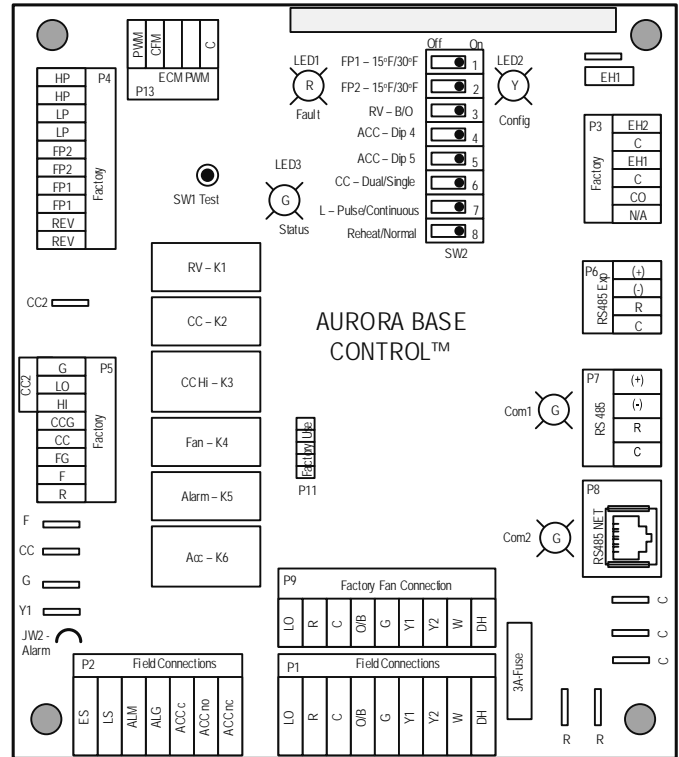 PWM
CFM
C
ECM PWM
P13
LED1
R
Fault
Off On
FP1 – 15ºF/30ºF 1
FP2 – 15ºF/30ºF 2
RV – B/O 3
ACC – Dip 4 4
ACC – Dip 5 5
CC – Dual/Single 6
L – Pulse/Continuous 7
Reheat/Normal 8
SW2
LED2
Y
Config
EH1
P4
HP
HP
LP
LP
FP2
FP2
FP1
FP1
REV
REV
Factory
SW1 Test
LED3
G
Status
P3
EH2
C
EH1
C
CO
N/A
Factory
RV – K1
CC – K2
CC Hi – K3
Fan – K4
Alarm – K5
Acc – K6
AURORA BASE
CONTROL™
P6
(+)
(-)
R
C
RS485 Exp
CC2
P5
G
LO
HI
CCG
CC
FG
F
R
CC2
Factory
Factory Use
P11
P7
(+)
(-)
R
C
RS 485
Com1
G
P8
RS485 NET
Com2
G
F
CC
G
Y1
JW2 -
Alarm
P9
Factory Fan Connection
LO
R
C
O/B
G
Y1
Y2
W
DH
C
C
C
P2
Field Connections
ES
LS
ALM
ALG
ACC c
ACC no
ACC nc
P1
Field Connections
LO
R
C
O/B
G
Y1
Y2
W
DH
3A-Fuse
R
R